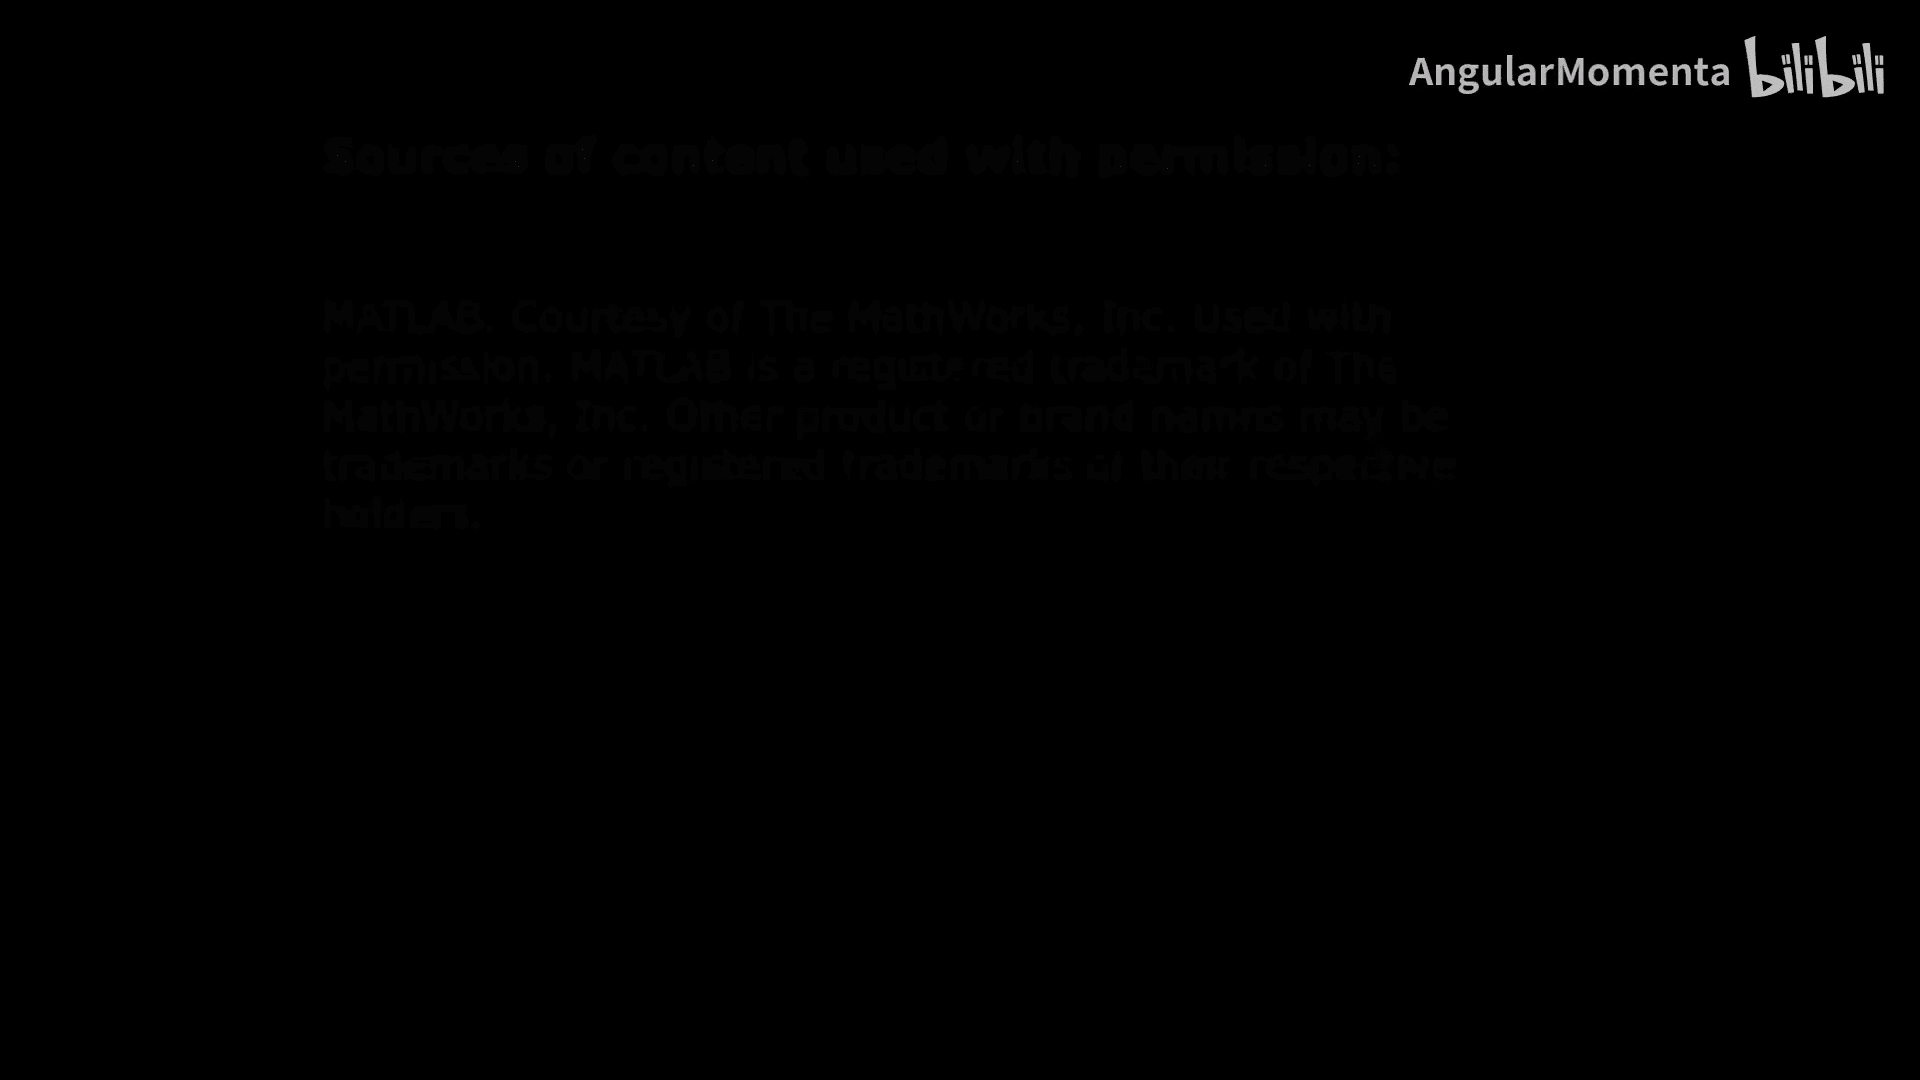 AngularMomenta bilibili
Sources of content used with permission:
MATLAB. Courtesy of The MathWorks, Inc. Used with
permission. MATLAB is a registered trademark of The
MathWorks, Inc. Other product or brand names may be
trademarks or registered trademarks of their respective
holders.